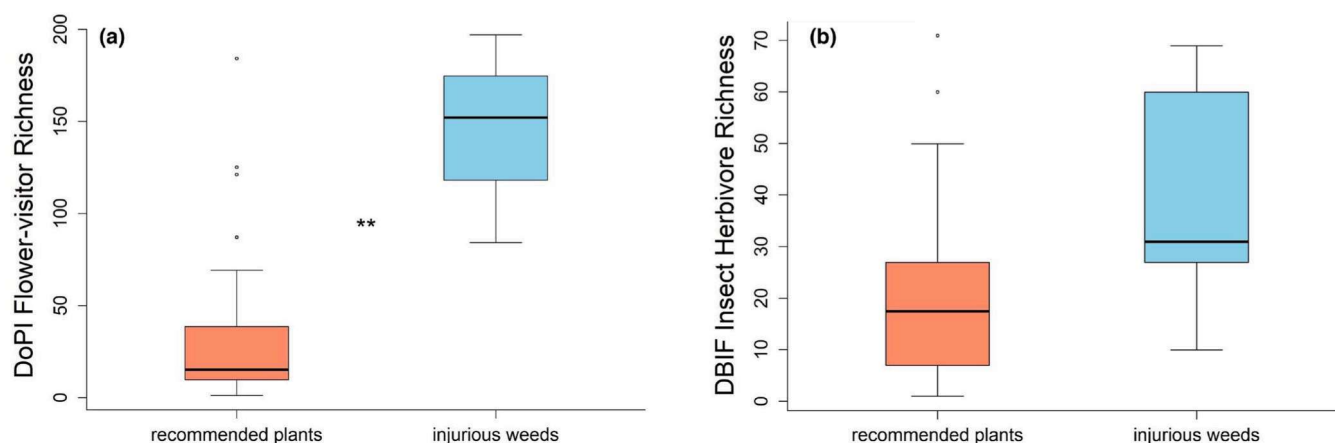 (a)
DoPI Flower-visitor Richness
200
150
100
50
0
**
recommended plants
injurious weeds
(b)
DBIF Insect Herbivore Richness
70
60
50
40
30
20
10
0
recommended plants
injurious weeds